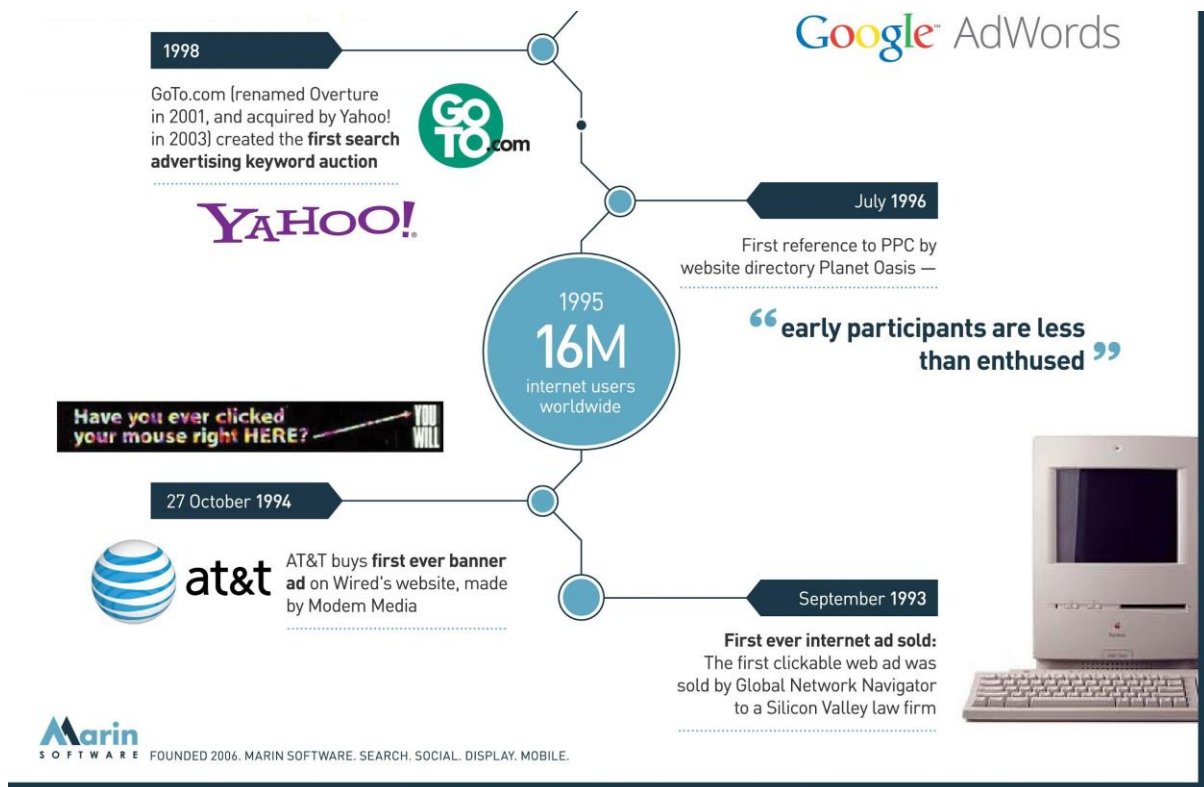 Google™ AdWords
1998
GoTo.com (renamed Overture
in 2001, and acquired by Yahoo!
in 2003) created the first search
advertising keyword auction
GO
TO.com
YAHOO!
July 1996
First reference to PPC by
website directory Planet Oasis —
“early participants are less
than enthused”
1995
16M
internet users
worldwide
Have you ever clicked
your mouse right HERE?
YOU
WILL
27 October 1994
at&t
AT&T buys first ever banner
ad on Wired's website, made
by Modem Media
September 1993
First ever internet ad sold:
The first clickable web ad was
sold by Global Network Navigator
to a Silicon Valley law firm
Marin
SOFTWARE
FOUNDED 2006. MARIN SOFTWARE. SEARCH. SOCIAL. DISPLAY. MOBILE.